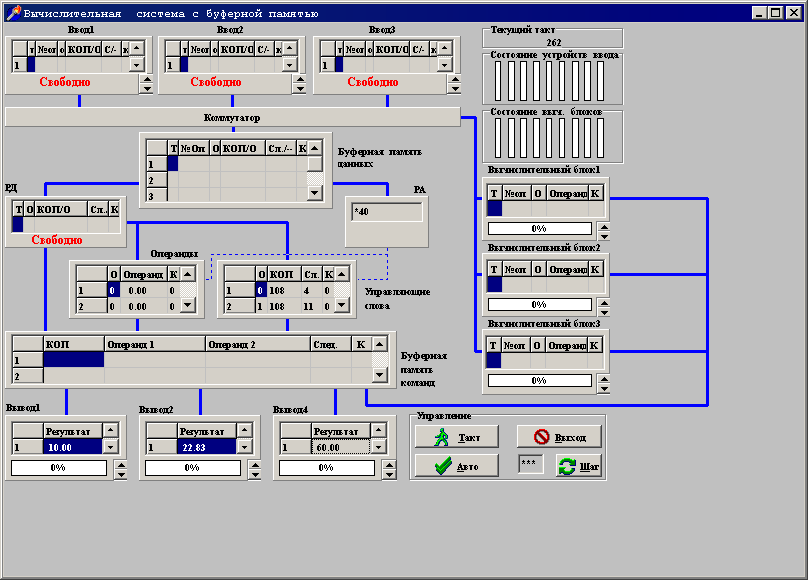 Вычислительная система с буферной памятью
Ввод1
т №оп о КОП/О С/- к
1
Свободно
Ввод2
т №оп о КОП/О С/- к
1
Свободно
Ввод3
т №оп о КОП/О С/- к
1
Свободно
Текущий такт
262
Состояние устройств ввода
Состояние выч. блоков
Коммутатор
Т №Оп О КОП/О Сл./-- К
1
2
3
Буферная память
данных
РД
Т О КОП/О Сл.. К
Свободно
РА
*40
Вычислительный блок1
Т №оп О Операнд К
0%
Вычислительный блок2
Т №оп О Операнд К
0%
Вычислительный блок3
Т №оп О Операнд К
0%
Операнды
О Операнд К
1 0 0.00 0
2 0 0.00 0
О КОП Сл. К
1 0 108 4 0
2 1 108 11 0
Управляющие
слова
КОП Операнд 1 Операнд 2 След. К
1
2
Буферная
память
команд
Вывод1
Результат
1 10.00
0%
Вывод2
Результат
1 22.83
0%
Вывод4
Результат
1 60.00
0%
Управление
Такт
Выход
Авто
***
Шаг